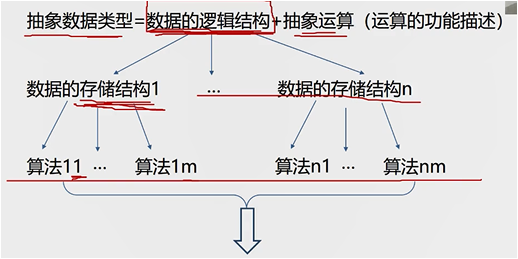 抽象数据类型=数据的逻辑结构+抽象运算（运算的功能描述）
数据的存储结构1 … 数据的存储结构n
算法11 … 算法1m 算法n1 … 算法nm